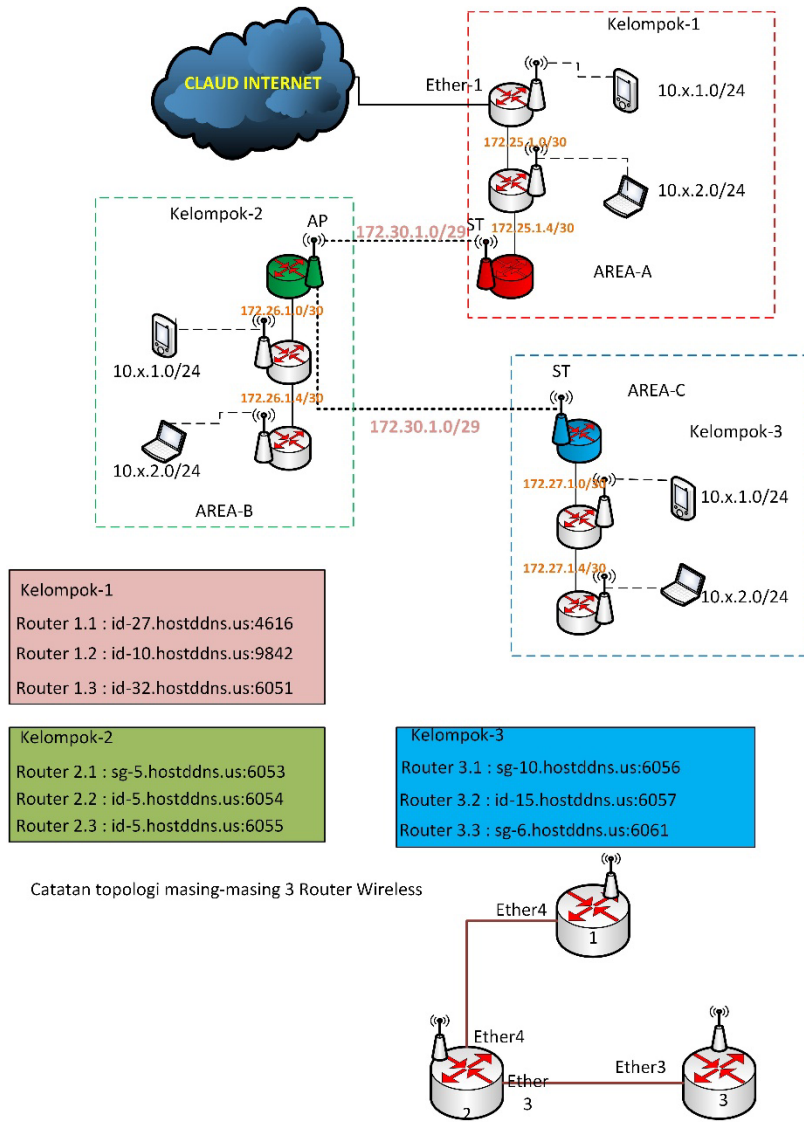 Kelompok-1
CLAUD INTERNET
Ether-1
10.x.1.0/24
172.25.1.0/30
10.x.2.0/24
172.25.1.4/30
ST
AREA-A
Kelompok-2
AP
172.30.1.0/29
172.26.1.0/30
10.x.1.0/24
172.26.1.4/30
10.x.2.0/24
AREA-B
172.30.1.0/29
ST
AREA-C
Kelompok-3
172.27.1.0/30
10.x.1.0/24
172.27.1.4/30
10.x.2.0/24
Kelompok-1
Router 1.1 : id-27.hostddns.us:4616
Router 1.2 : id-10.hostddns.us:9842
Router 1.3 : id-32.hostddns.us:6051
Kelompok-2
Router 2.1 : sg-5.hostddns.us:6053
Router 2.2 : id-5.hostddns.us:6054
Router 2.3 : id-5.hostddns.us:6055
Kelompok-3
Router 3.1 : sg-10.hostddns.us:6056
Router 3.2 : id-15.hostddns.us:6057
Router 3.3 : sg-6.hostddns.us:6061
Catatan topologi masing-masing 3 Router Wireless
Ether4
1
Ether4
Ether
3
Ether3
2
3